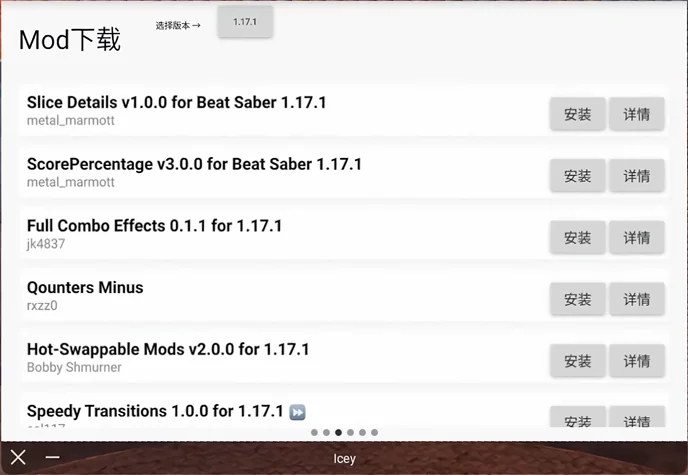 Mod下载
选择版本 →
1.17.1
Slice Details v1.0.0 for Beat Saber 1.17.1
metal_marmott
安装
详情
ScorePercentage v3.0.0 for Beat Saber 1.17.1
metal_marmott
安装
详情
Full Combo Effects 0.1.1 for 1.17.1
jk4837
安装
详情
Qounters Minus
rxzz0
安装
详情
Hot-Swappable Mods v2.0.0 for 1.17.1
Bobby Shmurner
安装
详情
Speedy Transitions 1.0.0 for 1.17.1 ⏩
安装
详情
Icey